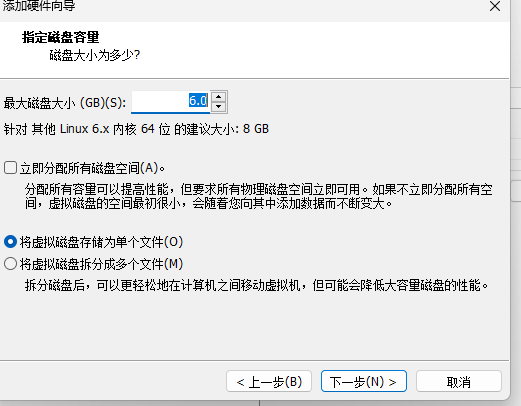 添加硬件向导
指定磁盘容量
磁盘大小为多少?
最大磁盘大小 (GB)(S): 6.0
针对 其他 Linux 6.x 内核 64 位 的建议大小: 8 GB
立即分配所有磁盘空间(A)。
分配所有容量可以提高性能，但要求所有物理磁盘空间立即可用。如果不立即分配所有空
间，虚拟磁盘的空间最初很小，会随着您向其中添加数据而不断变大。
将虚拟磁盘存储为单个文件(O)
将虚拟磁盘拆分成多个文件(M)
拆分磁盘后，可以更轻松地在计算机之间移动虚拟机，但可能会降低大容量磁盘的性能。
< 上一步(B) 下一步(N) > 取消